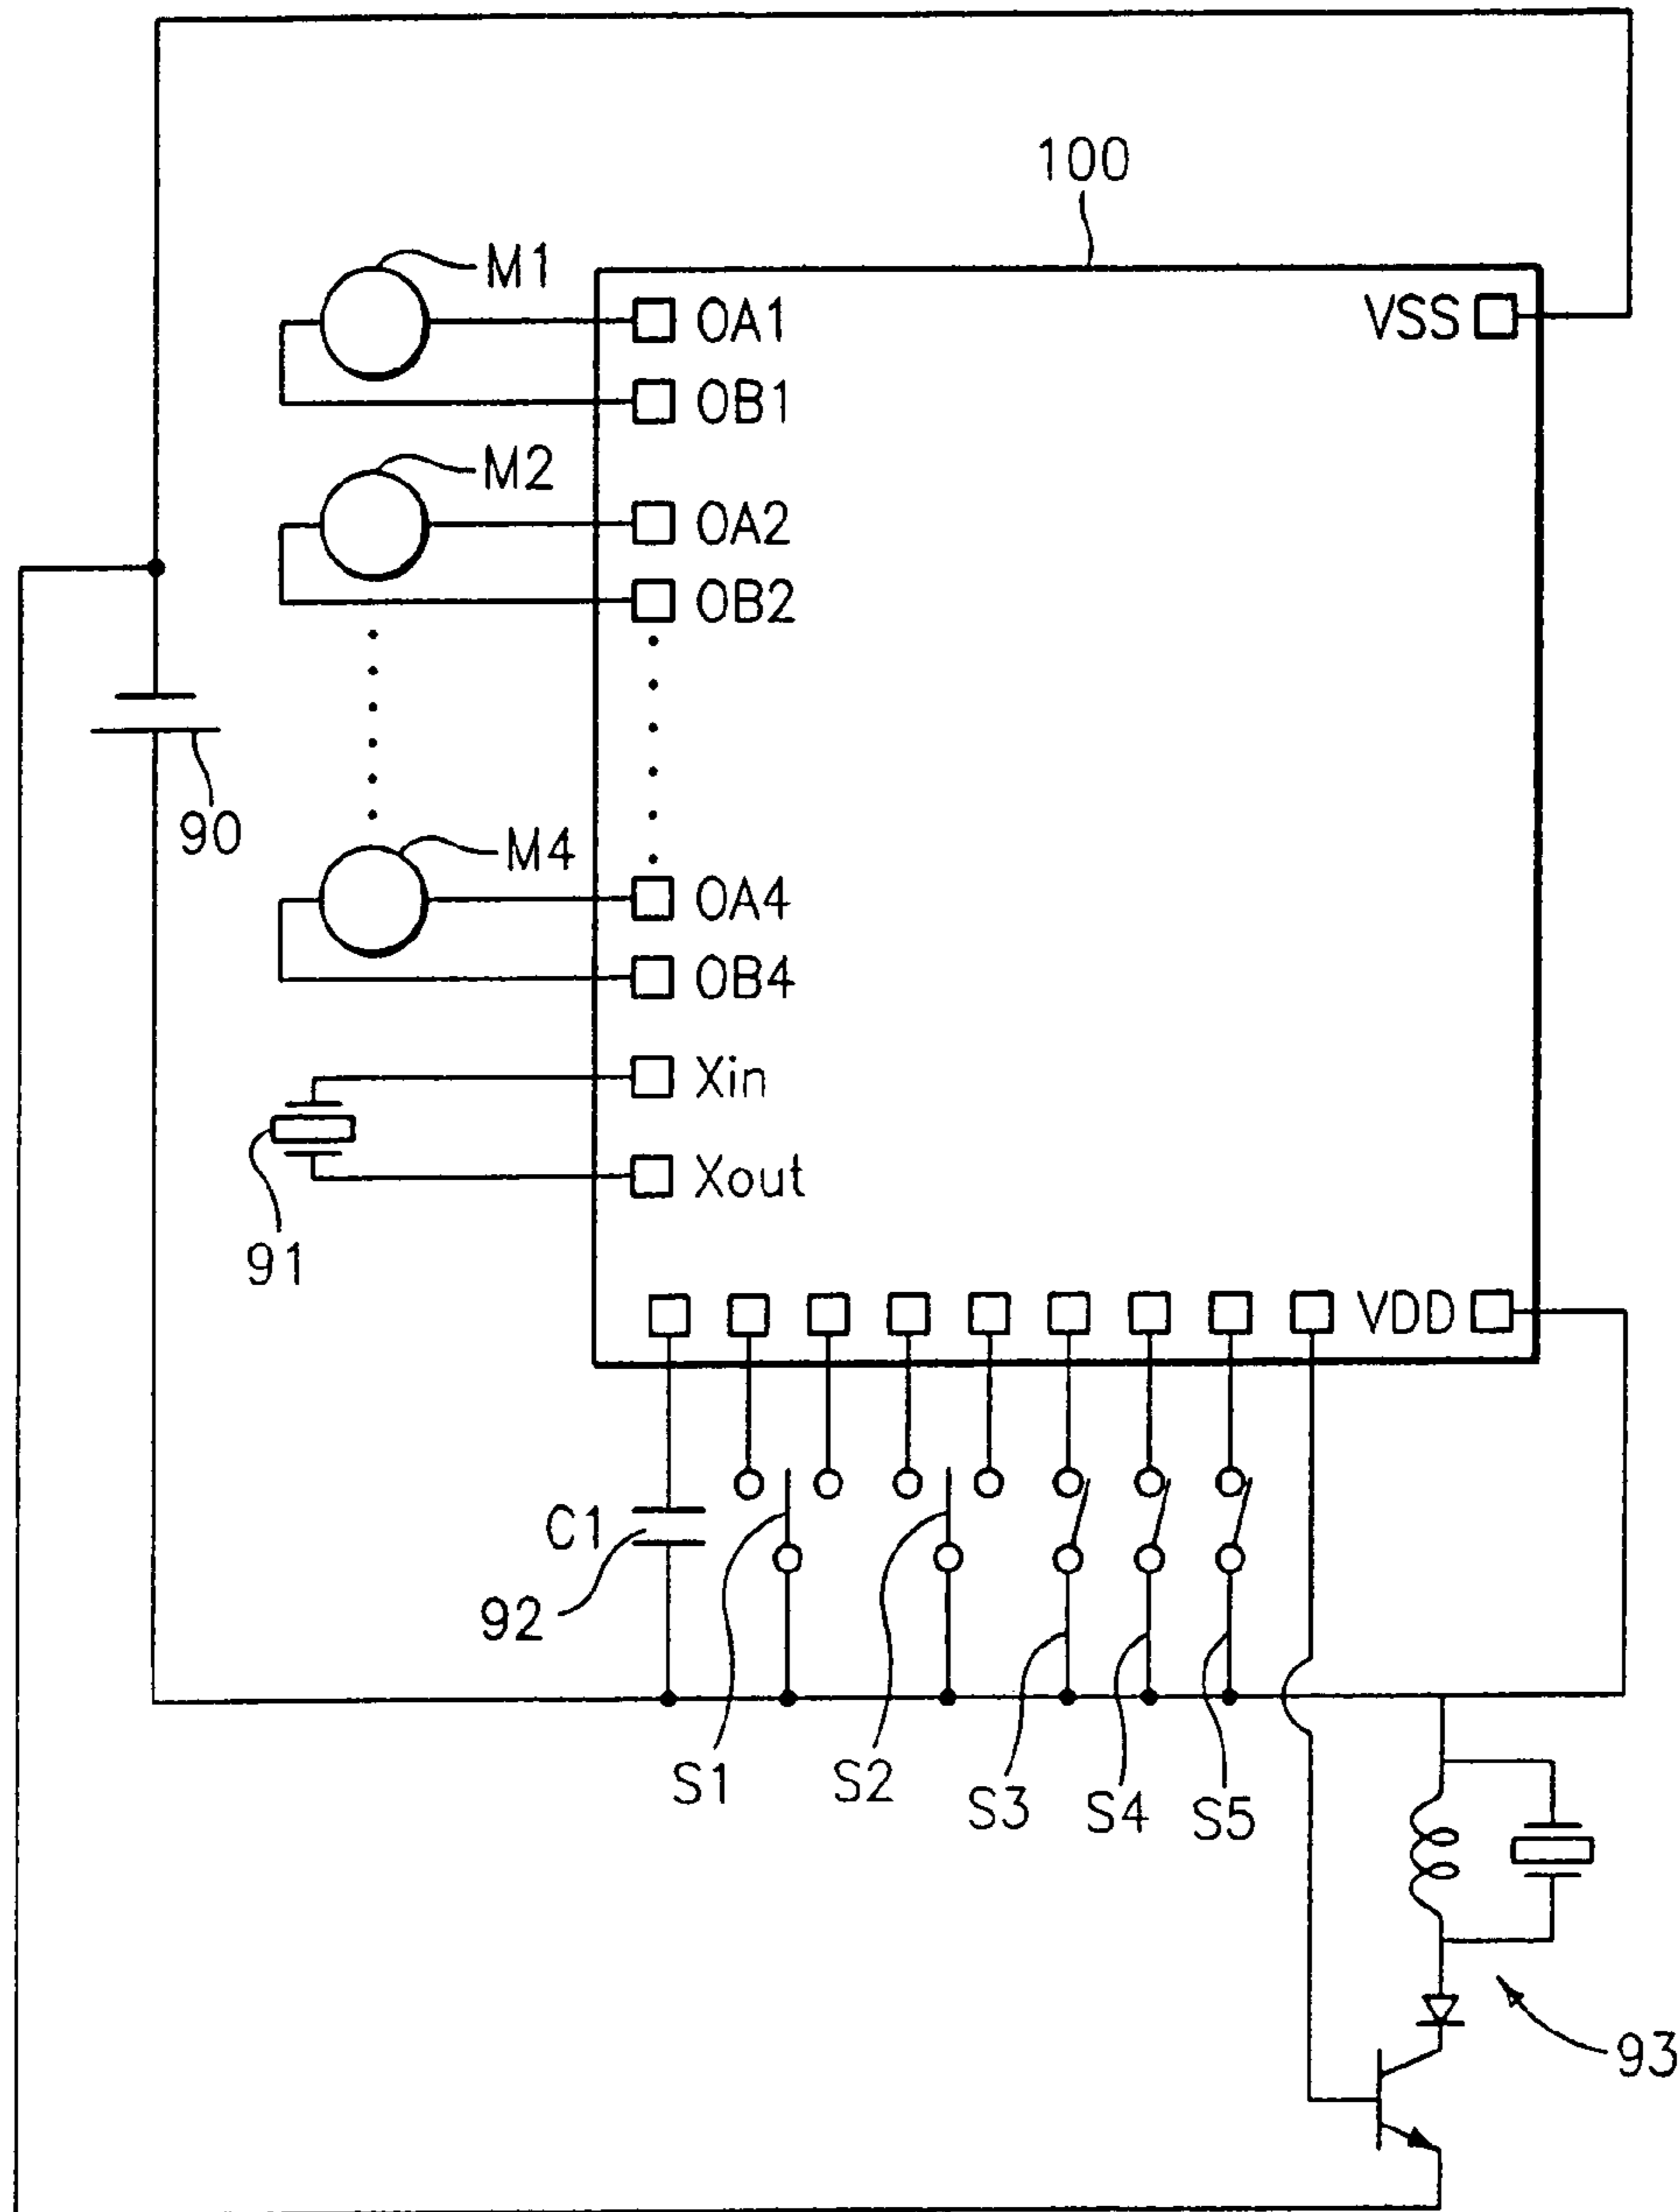 100
M1
OA1
VSS
OB1
M2
OA2
OB2
90
M4
OA4
OB4
Xin
91
Xout
VDD
C1
92
S1
S2
S3
S4
S5
93